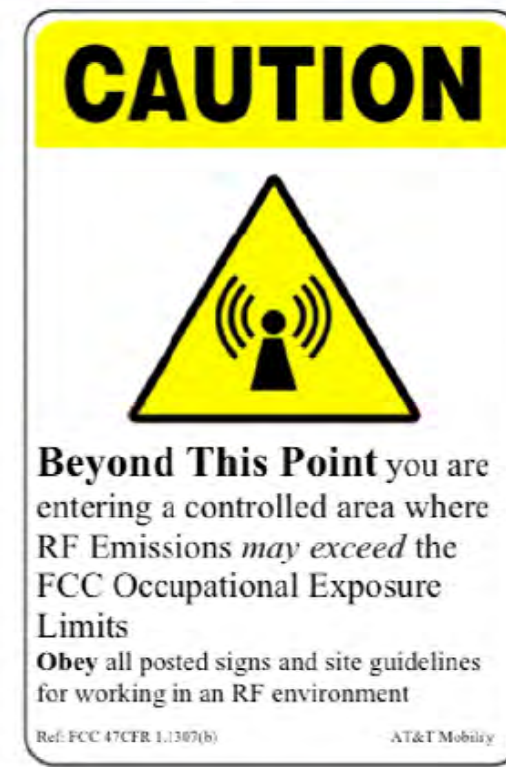 CAUTION
Beyond This Point you are
entering a controlled area where
RF Emissions may exceed the
FCC Occupational Exposure
Limits
Obey all posted signs and site guidelines
for working in an RF environment
Ref: FCC 47CFR 1.1307(b) AT&T Mobility